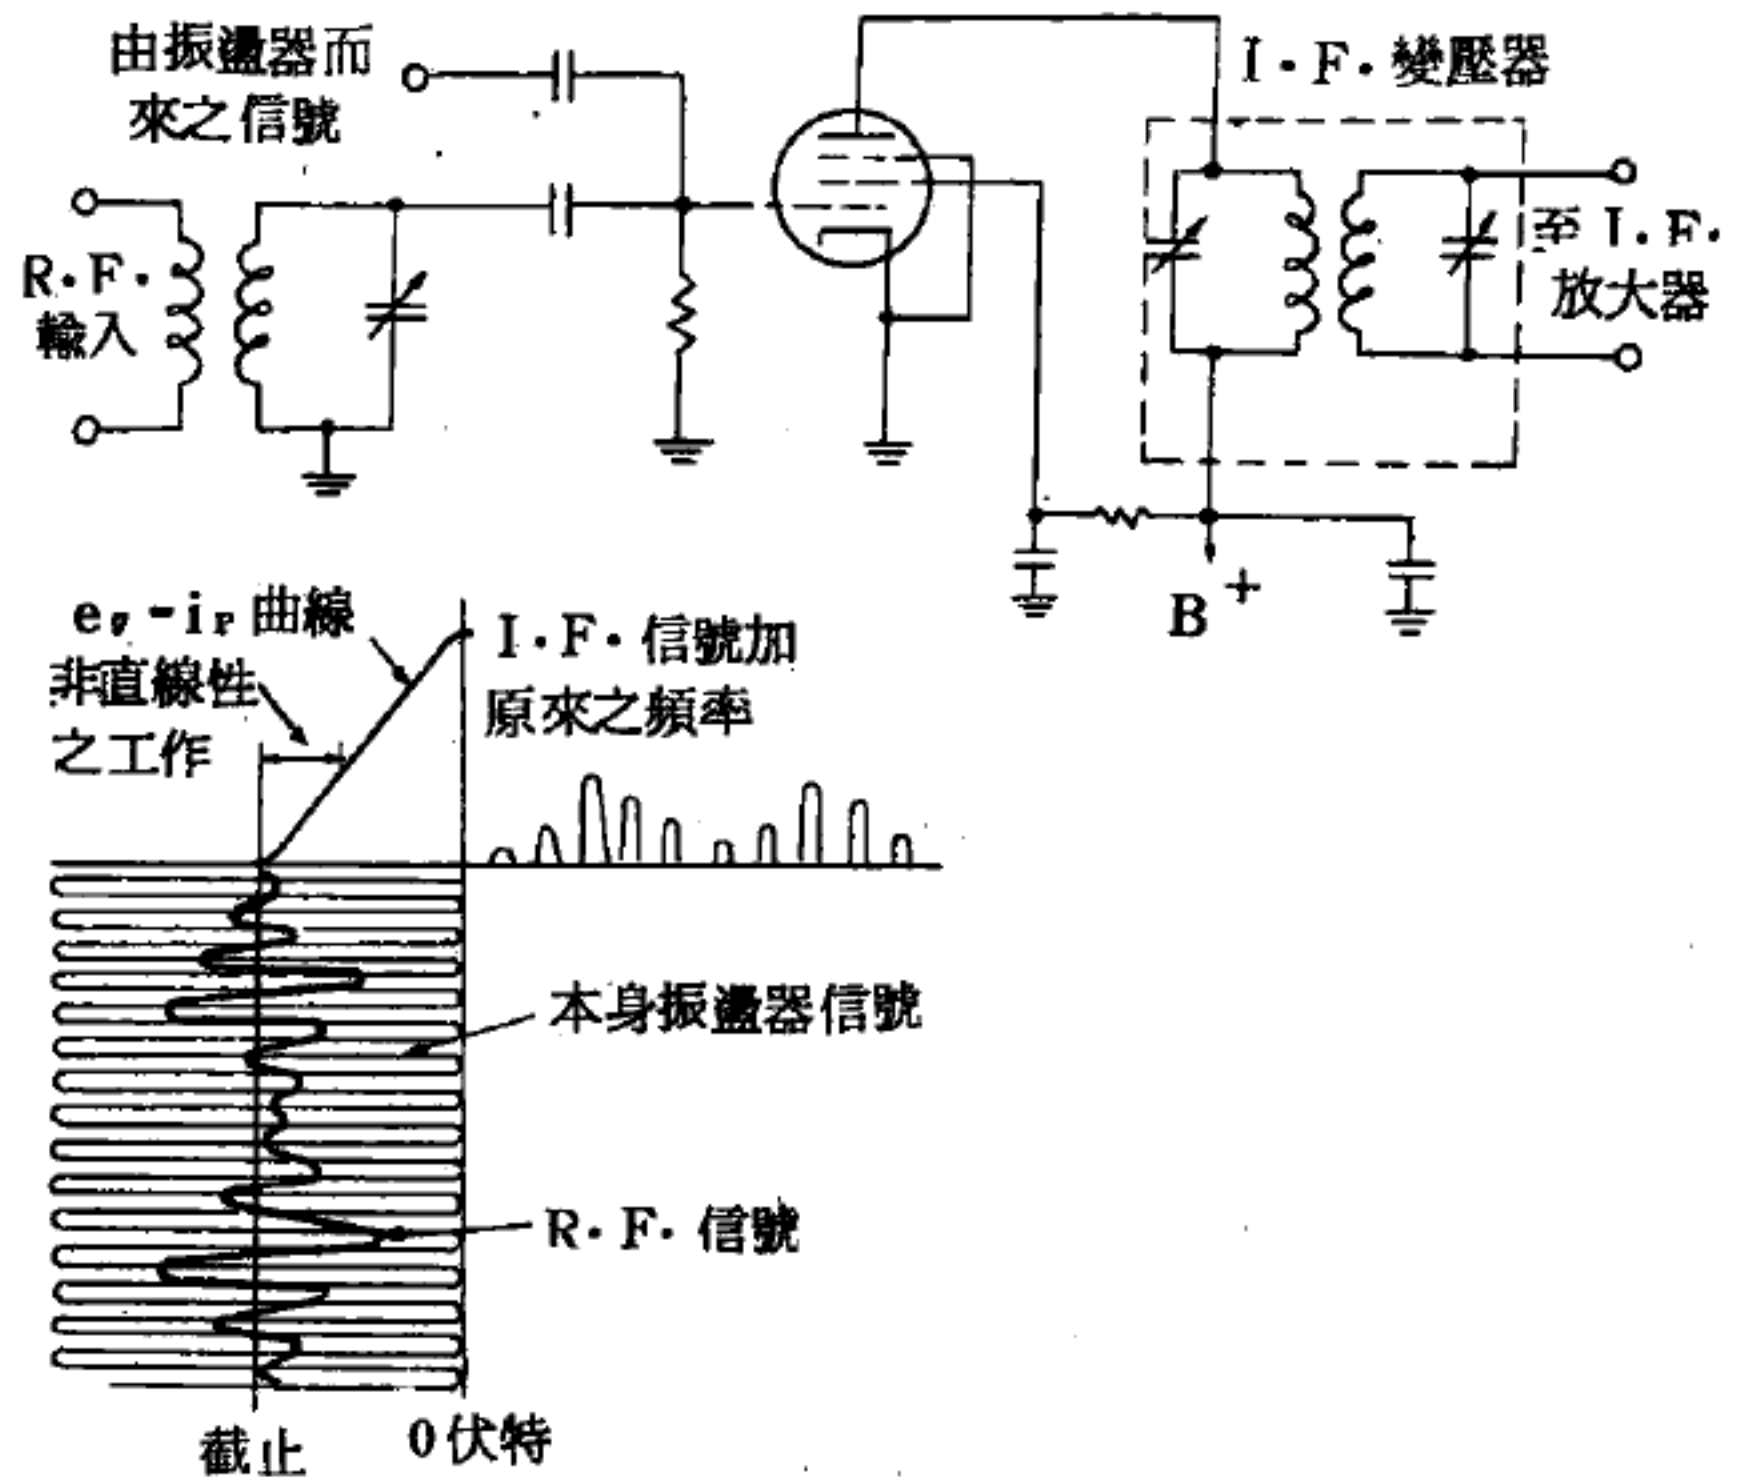 由振盪器而
來之信號
I.F.變壓器
R.F.
輸入
至 I.F.
放大器
B +
eg-ip 曲線
非直線性
之工作
I.F.信號加
原來之頻率
本身振盪器信號
R.F.信號
截止
0伏特